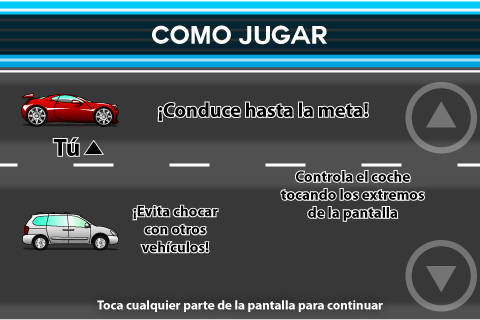 COMO JUGAR
¡Conduce hasta la meta!
Tú
Controla el coche
tocando los extremos
de la pantalla
¡Evita chocar
con otros
vehículos!
Toca cualquier parte de la pantalla para continuar